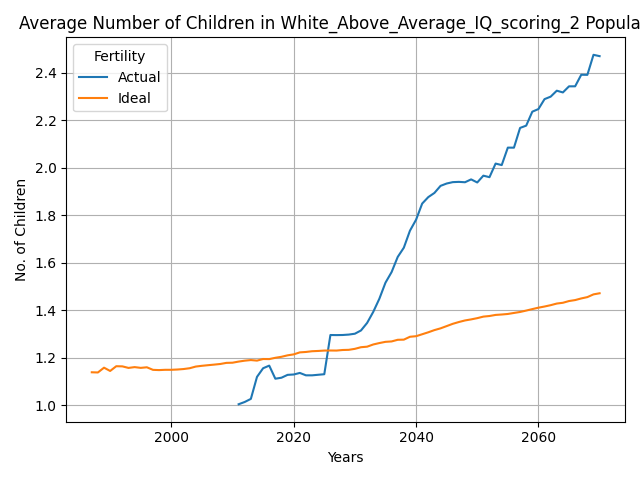 Average Number of Children in White_Above_Average_IQ_scoring_2 Popula
Fertility
Actual
Ideal
No. of Children
2.4
2.2
2.0
1.8
1.6
1.4
1.2
1.0
2000 2020 2040 2060
Years